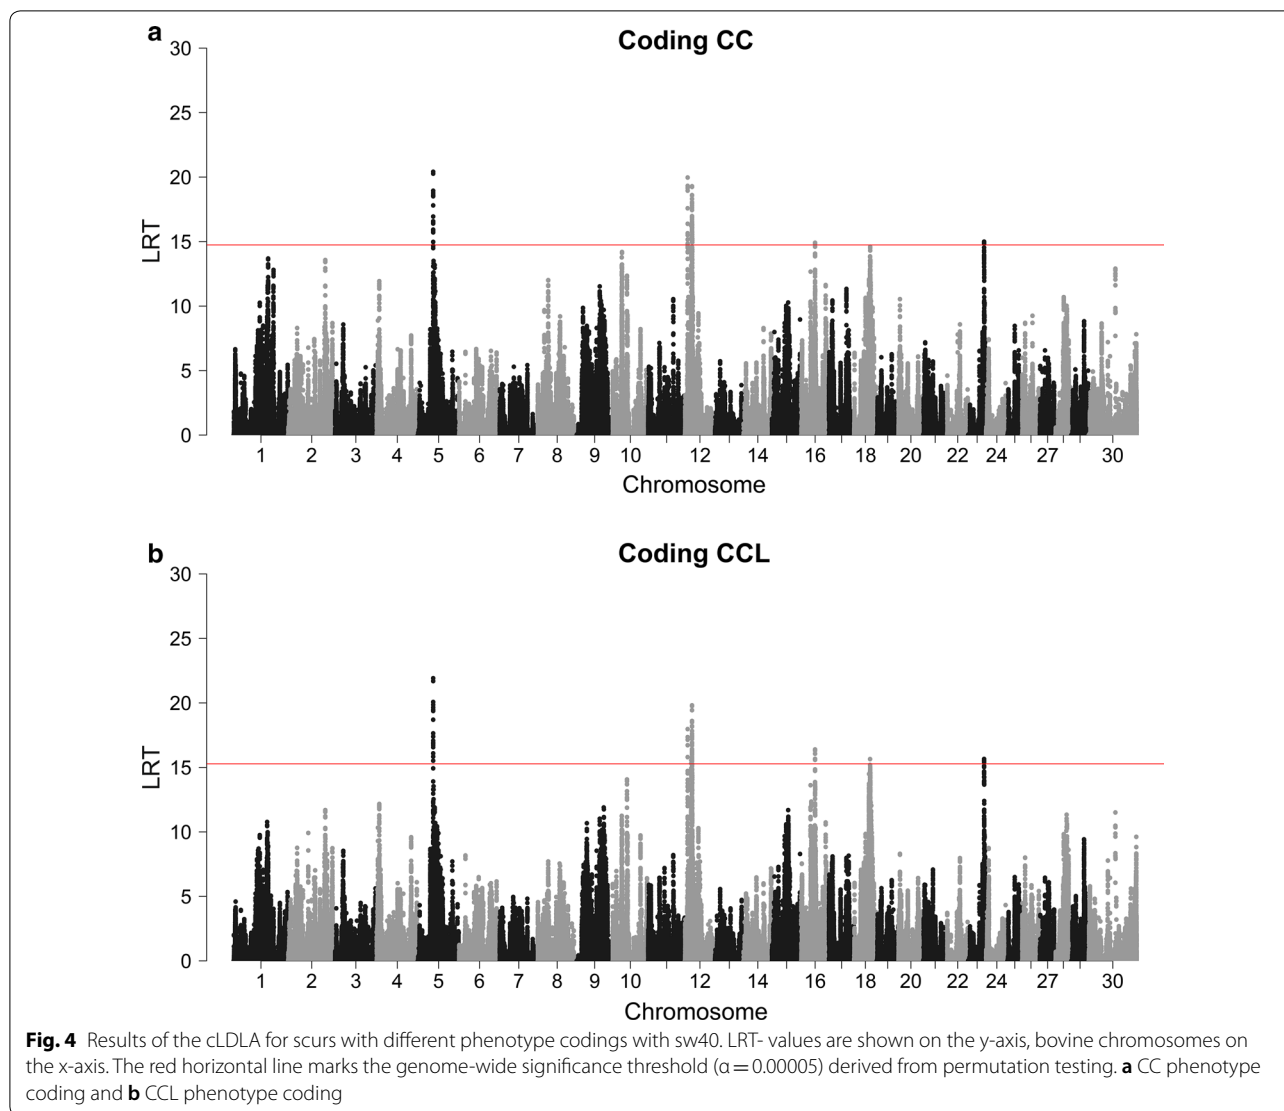 a
Coding CC
30
25
20
15
10
5
0
LRT
1 2 3 4 5 6 7 8 9 10 12 14 16 18 20 22 24 27 30
Chromosome
b
Coding CCL
30
25
20
15
10
5
0
LRT
1 2 3 4 5 6 7 8 9 10 12 14 16 18 20 22 24 27 30
Chromosome
Fig. 4 Results of the cLDLA for scurs with different phenotype codings with sw40. LRT- values are shown on the y-axis, bovine chromosomes on
the x-axis. The red horizontal line marks the genome-wide significance threshold (α = 0.00005) derived from permutation testing. a CC phenotype
coding and b CCL phenotype coding